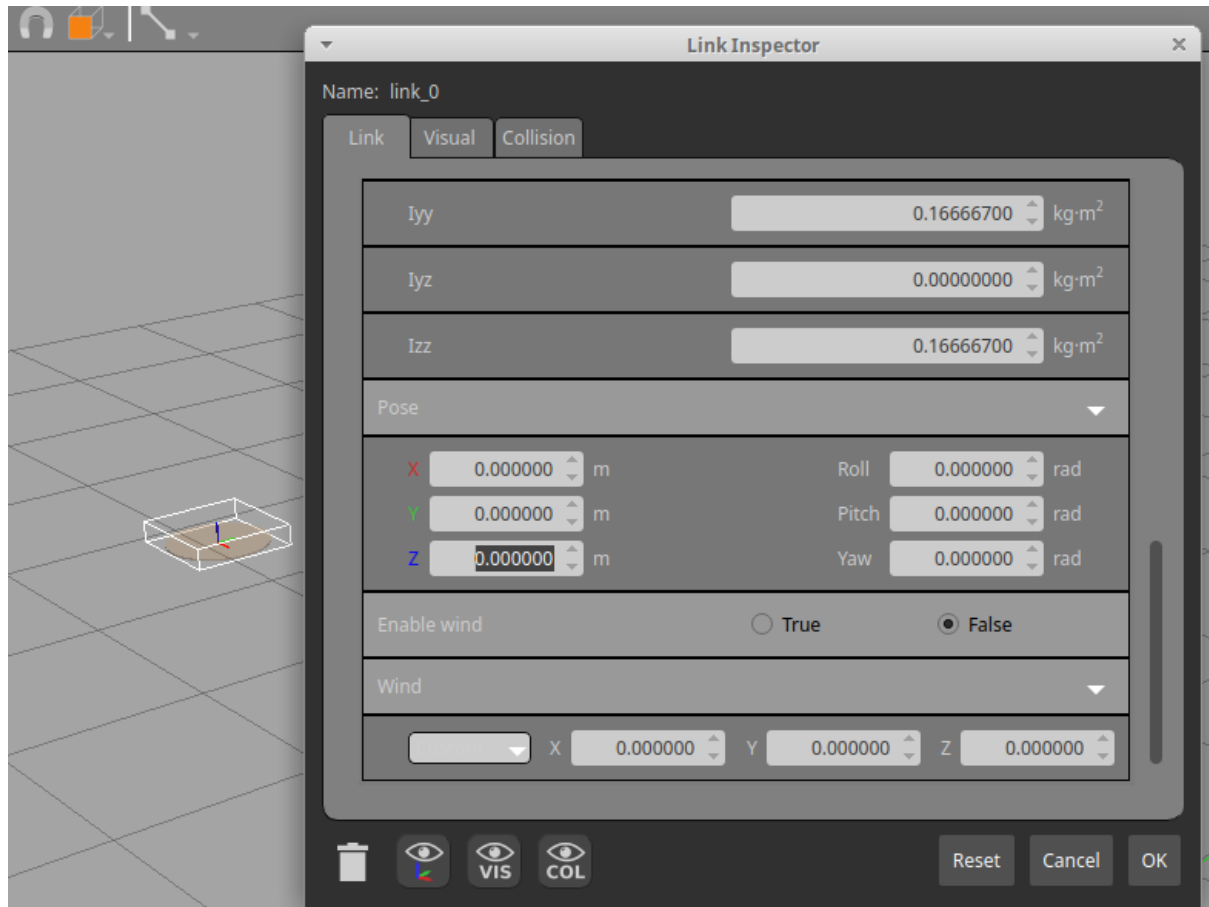 Link Inspector
Name: link_0
Link Visual Collision
Iyy 0.16666700 kg·m²
Iyz 0.00000000 kg·m²
Izz 0.16666700 kg·m²
Pose
X 0.000000 m Roll 0.000000 rad
Y 0.000000 m Pitch 0.000000 rad
Z 0.000000 m Yaw 0.000000 rad
Enable wind True False
Wind
X 0.000000 Y 0.000000 Z 0.000000
VIS COL Reset Cancel OK